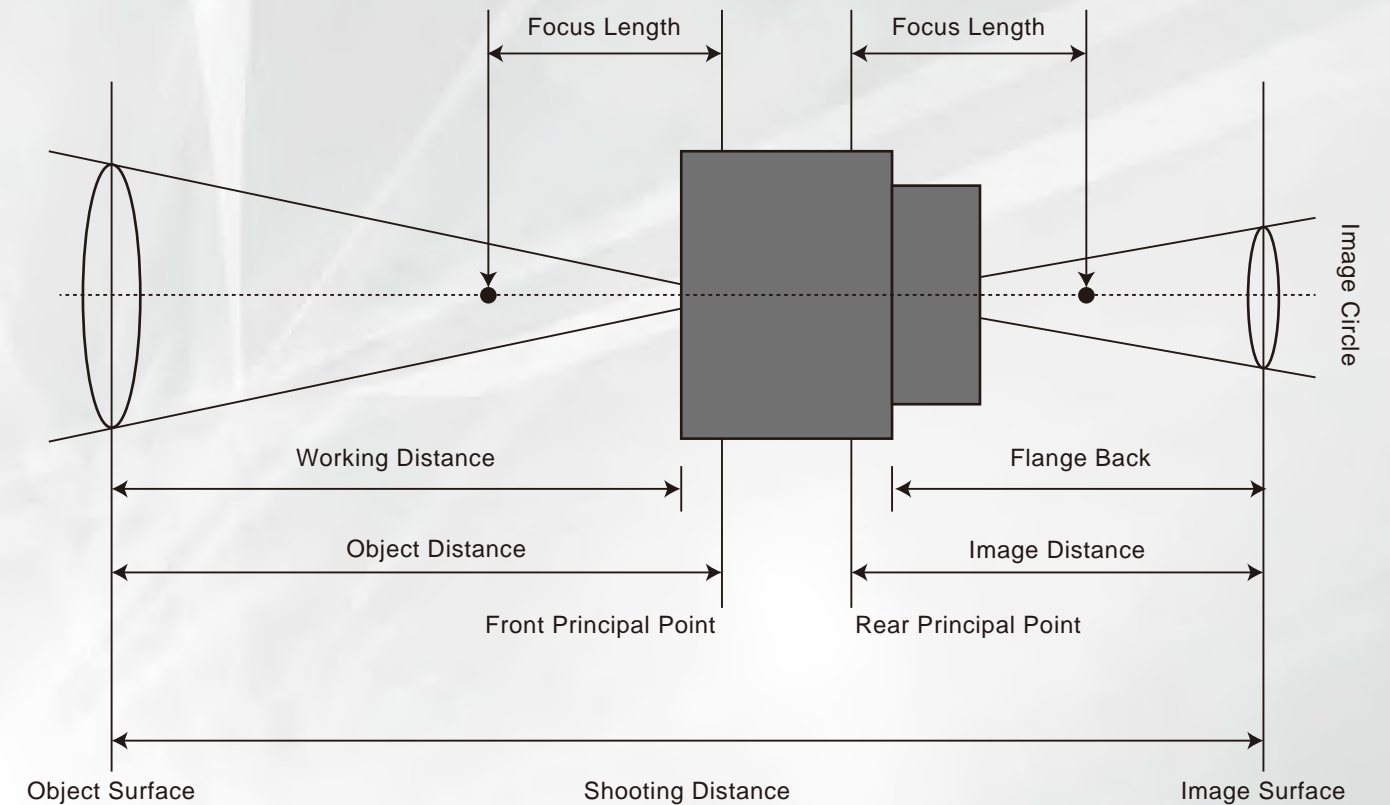 Focus Length
Focus Length
Image Circle
Working Distance
Flange Back
Object Distance
Image Distance
Front Principal Point
Rear Principal Point
Object Surface
Shooting Distance
Image Surface